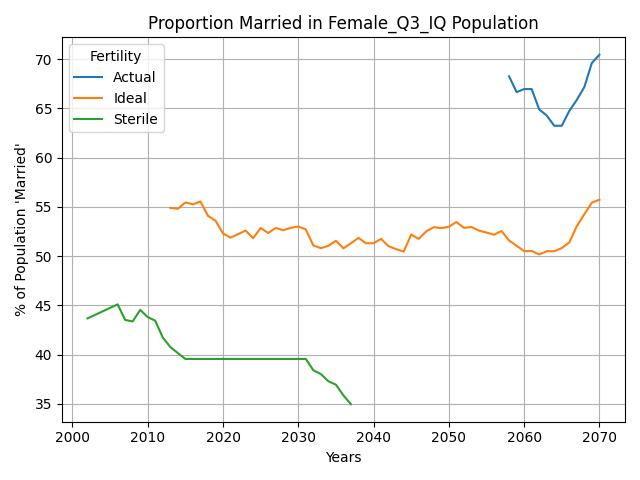 Proportion Married in Female_Q3_IQ Population
% of Population 'Married'
70
65
60
55
50
45
40
35
Fertility
Actual
Ideal
Sterile
2000 2010 2020 2030 2040 2050 2060 2070
Years